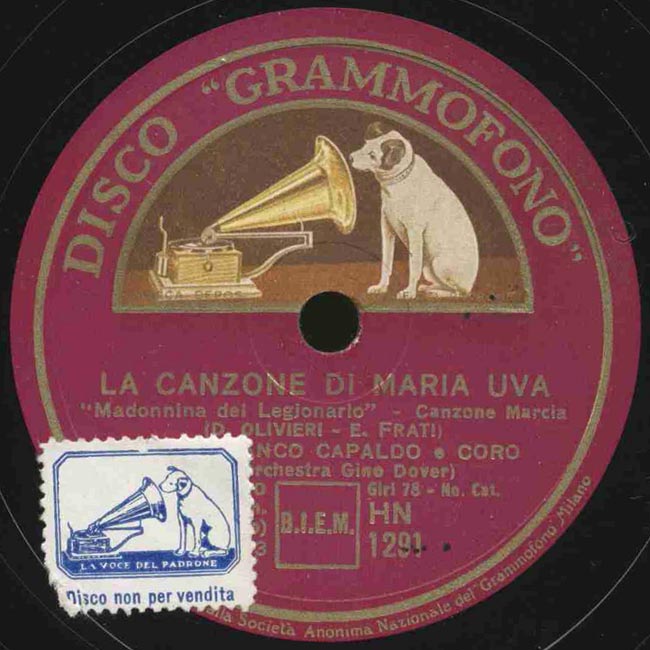 DISCO "GRAMMOFONO"
LA CANZONE DI MARIA UVA
"Madonnina del Legionario" - Canzone Marcia
(D. OLIVIERI - E. FRATI)
CAPALDO e CORO
Orchestra Gino Dover)
Giri 78 - No. Cat.
B.I.E.M.
HN
1291
LA VOCE DEL PADRONE
Disco non per vendita
Società Anonima Nazionale del "Grammofono" Milano